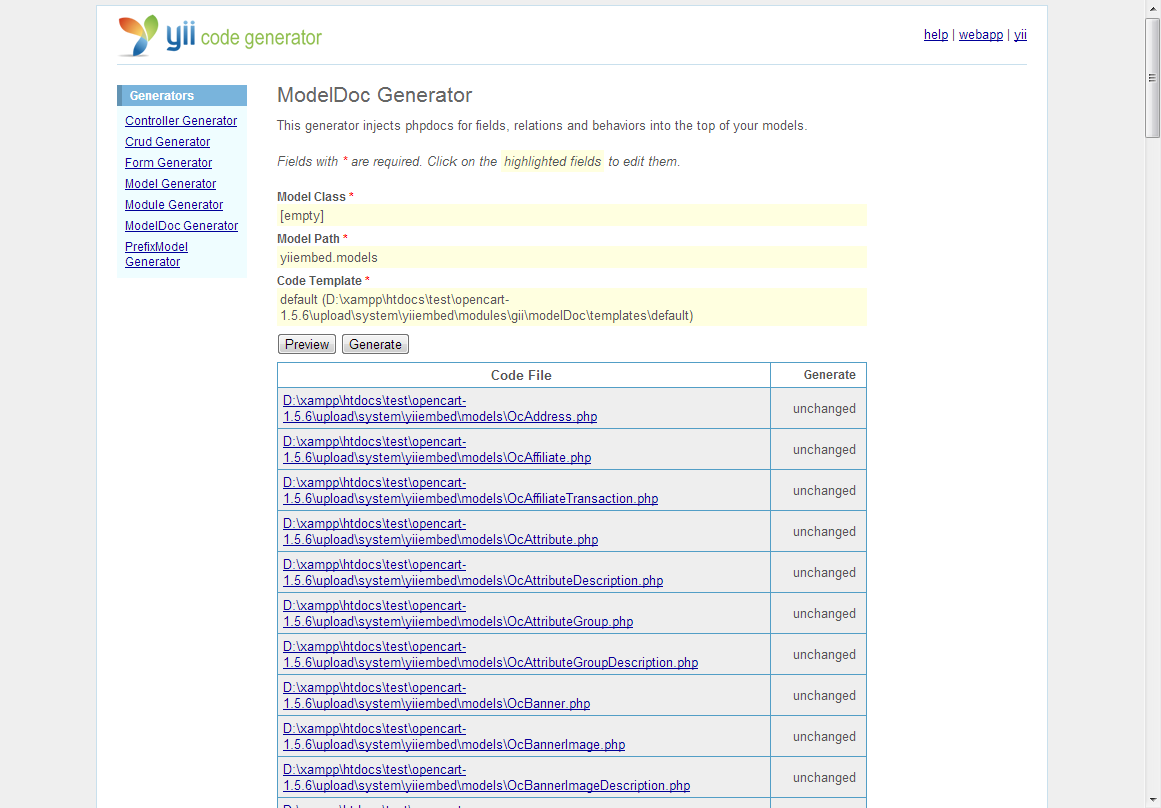 yii code generator
help | webapp | yii
Generators
Controller Generator
Crud Generator
Form Generator
Model Generator
Module Generator
ModelDoc Generator
PrefixModel
Generator
ModelDoc Generator
This generator injects phpdocs for fields, relations and behaviors into the top of your models.
Fields with * are required. Click on the highlighted fields to edit them.
Model Class *
[empty]
Model Path *
yiiembed.models
Code Template *
default (D:\xampp\htdocs\test\opencart-
1.5.6\upload\system\yiiembed\modules\gii\modelDoc\templates\default)
Preview Generate
Code File Generate
D:\xampp\htdocs\test\opencart-
1.5.6\upload\system\yiiembed\models\OcAddress.php unchanged
D:\xampp\htdocs\test\opencart-
1.5.6\upload\system\yiiembed\models\OcAffiliate.php unchanged
D:\xampp\htdocs\test\opencart-
1.5.6\upload\system\yiiembed\models\OcAffiliateTransaction.php unchanged
D:\xampp\htdocs\test\opencart-
1.5.6\upload\system\yiiembed\models\OcAttribute.php unchanged
D:\xampp\htdocs\test\opencart-
1.5.6\upload\system\yiiembed\models\OcAttributeDescription.php unchanged
D:\xampp\htdocs\test\opencart-
1.5.6\upload\system\yiiembed\models\OcAttributeGroup.php unchanged
D:\xampp\htdocs\test\opencart-
1.5.6\upload\system\yiiembed\models\OcAttributeGroupDescription.php unchanged
D:\xampp\htdocs\test\opencart-
1.5.6\upload\system\yiiembed\models\OcBanner.php unchanged
D:\xampp\htdocs\test\opencart-
1.5.6\upload\system\yiiembed\models\OcBannerImage.php unchanged
D:\xampp\htdocs\test\opencart-
1.5.6\upload\system\yiiembed\models\OcBannerImageDescription.php unchanged